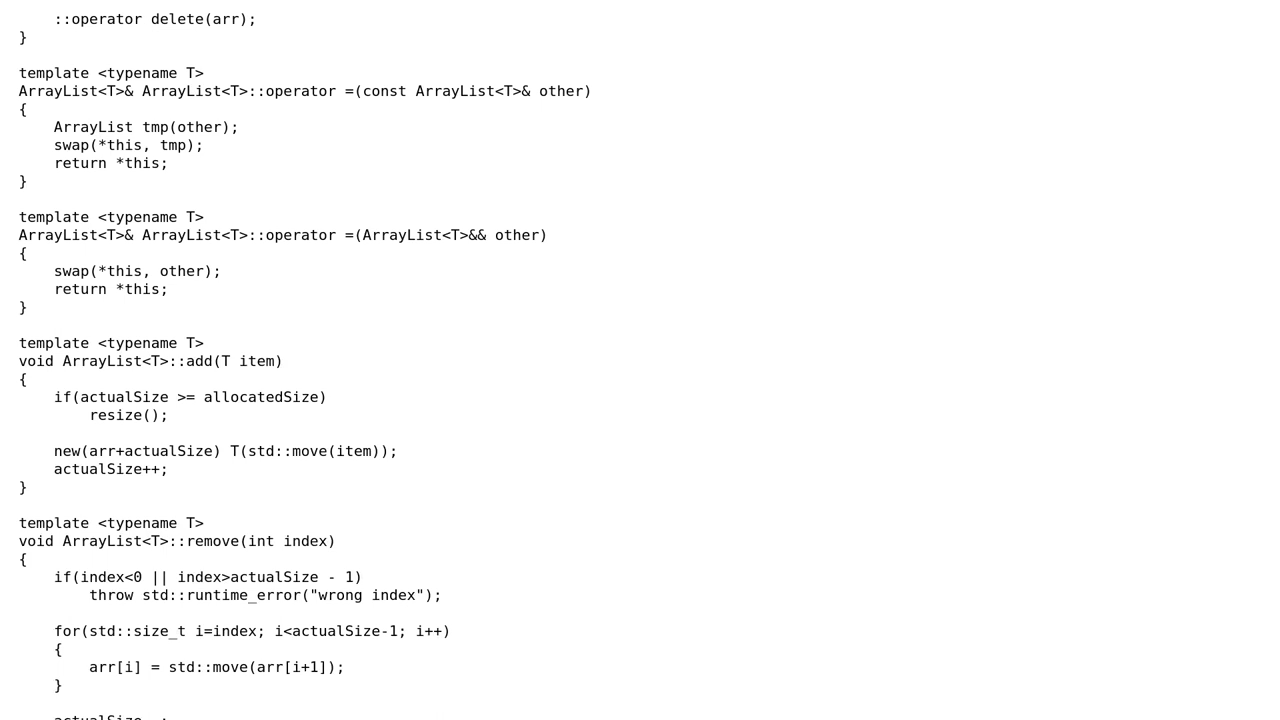 ::operator delete(arr);
}

template <typename T>
ArrayList<T>& ArrayList<T>::operator =(const ArrayList<T>& other)
{
    ArrayList tmp(other);
    swap(*this, tmp);
    return *this;
}

template <typename T>
ArrayList<T>& ArrayList<T>::operator =(ArrayList<T>&& other)
{
    swap(*this, other);
    return *this;
}

template <typename T>
void ArrayList<T>::add(T item)
{
    if(actualSize >= allocatedSize)
        resize();

    new(arr+actualSize) T(std::move(item));
    actualSize++;
}

template <typename T>
void ArrayList<T>::remove(int index)
{
    if(index<0 || index>actualSize - 1)
        throw std::runtime_error("wrong index");

    for(std::size_t i=index; i<actualSize-1; i++)
    {
        arr[i] = std::move(arr[i+1]);
    }